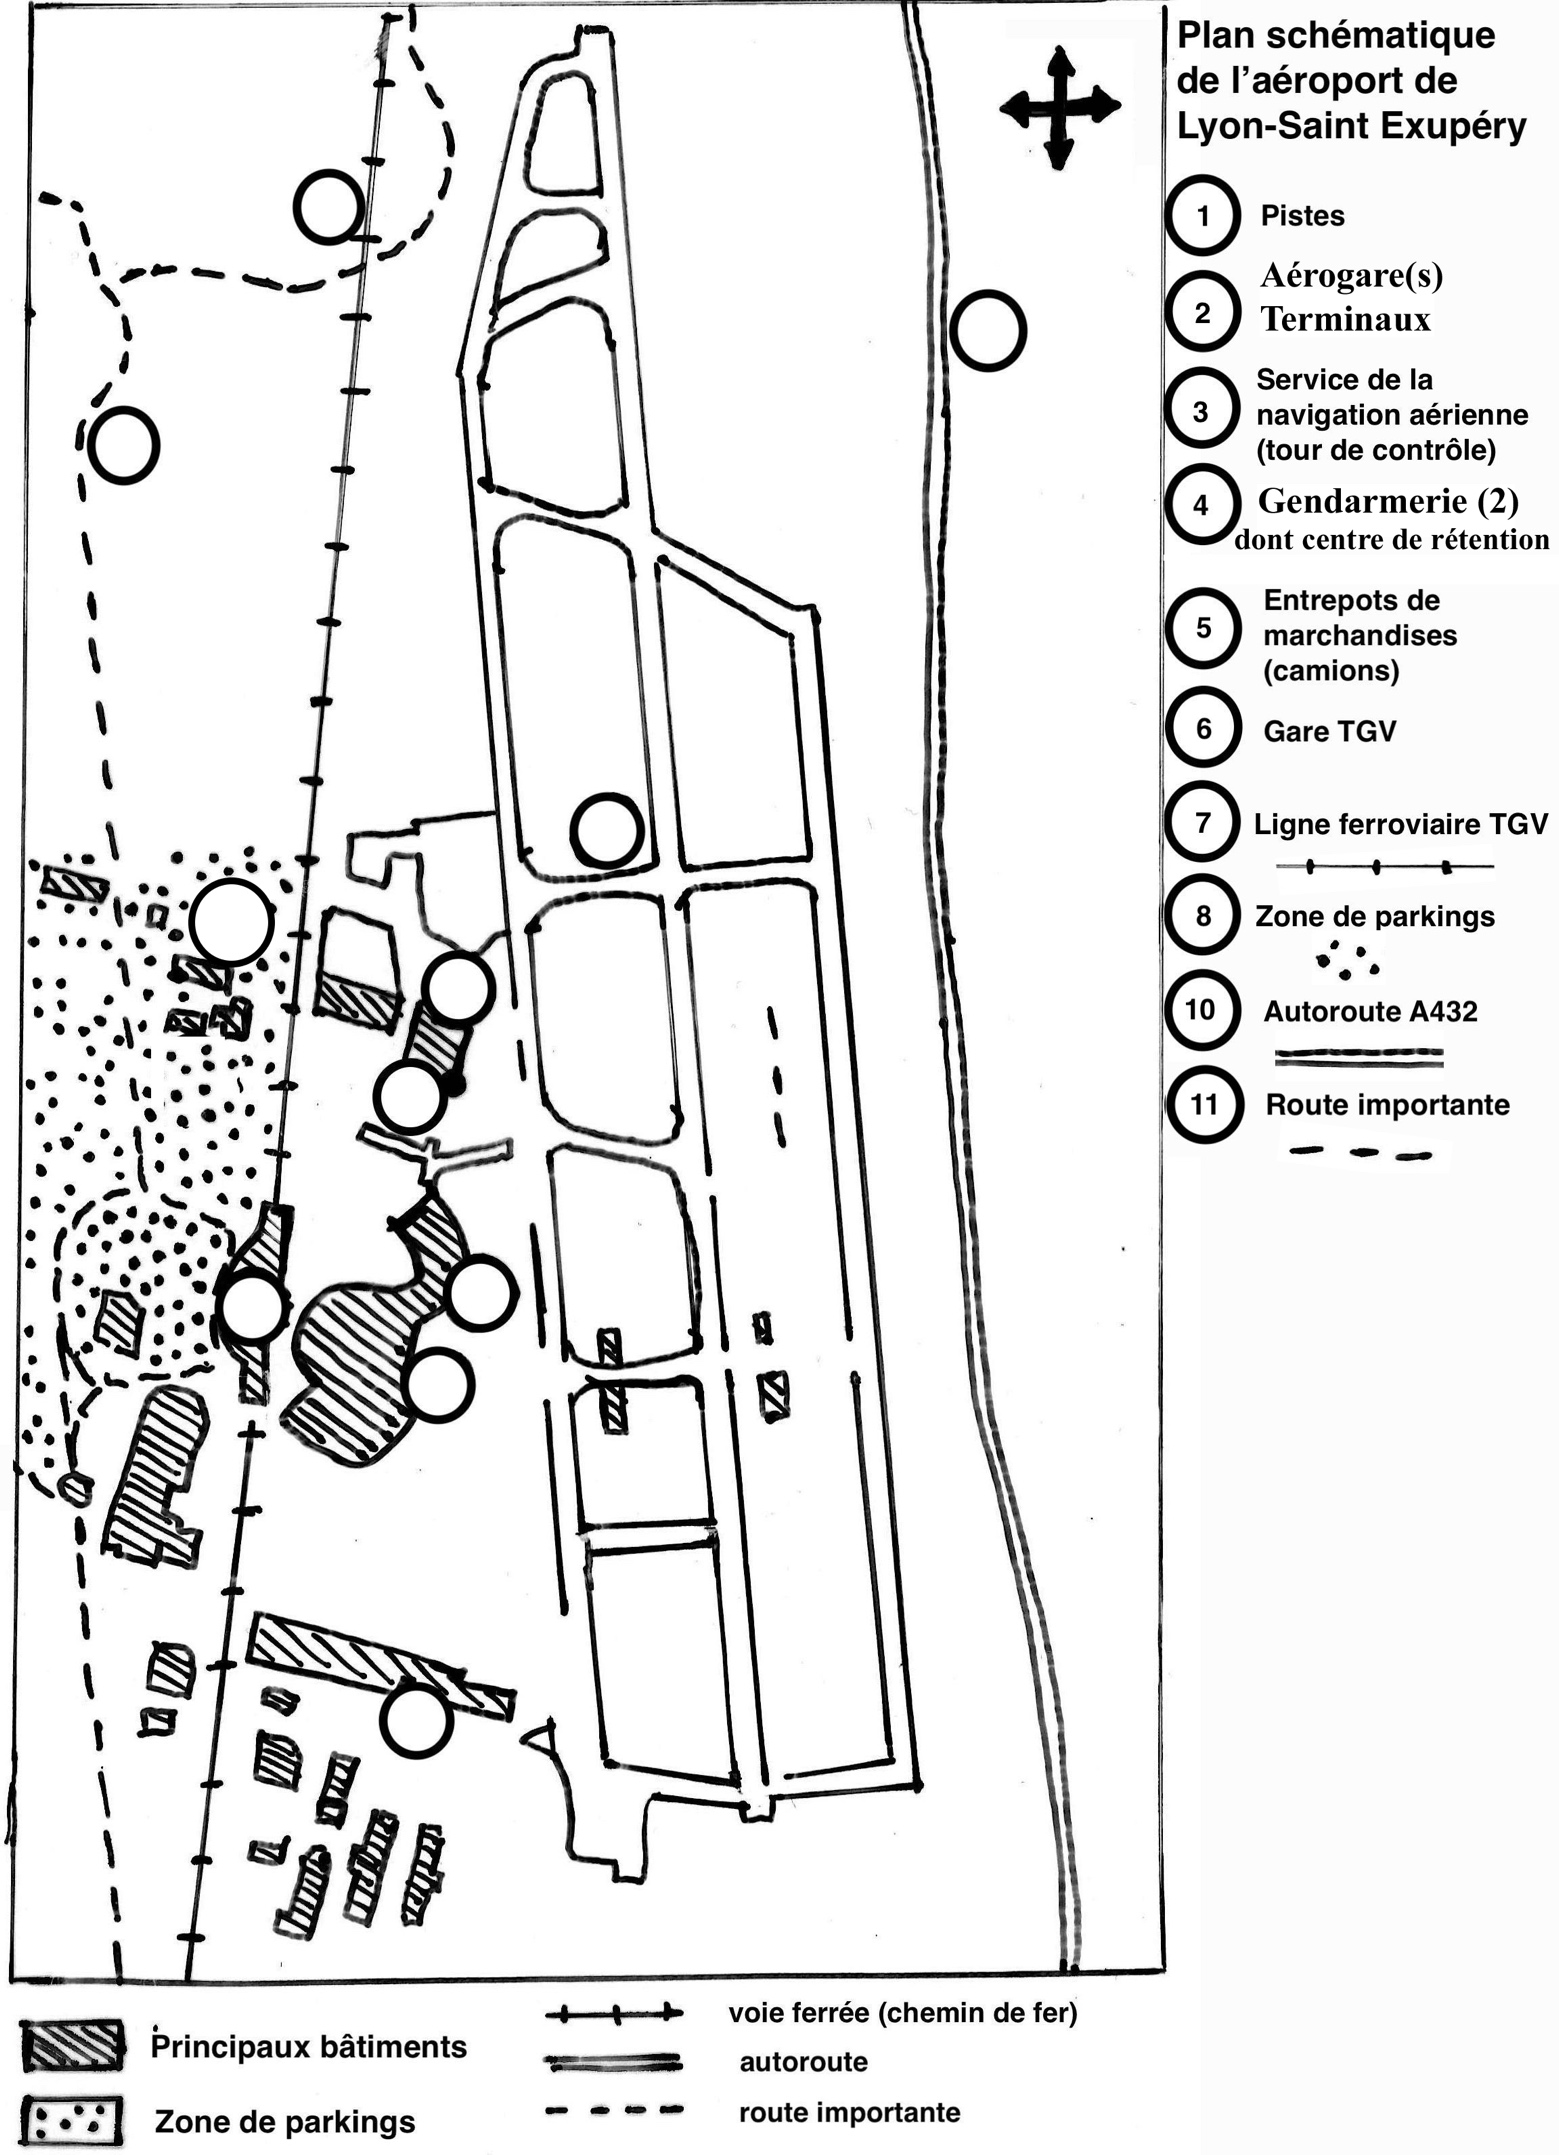 Plan schématique
de l'aéroport de
Lyon-Saint Exupéry
1 Pistes
2 Aérogare(s)
Terminaux
3 Service de la
navigation aérienne
(tour de contrôle)
4 Gendarmerie (2)
dont centre de rétention
5 Entrepots de
marchandises
(camions)
6 Gare TGV
7 Ligne ferroviaire TGV
8 Zone de parkings
10 Autoroute A432
11 Route importante
Principaux bâtiments
Zone de parkings
voie ferrée (chemin de fer)
autoroute
route importante